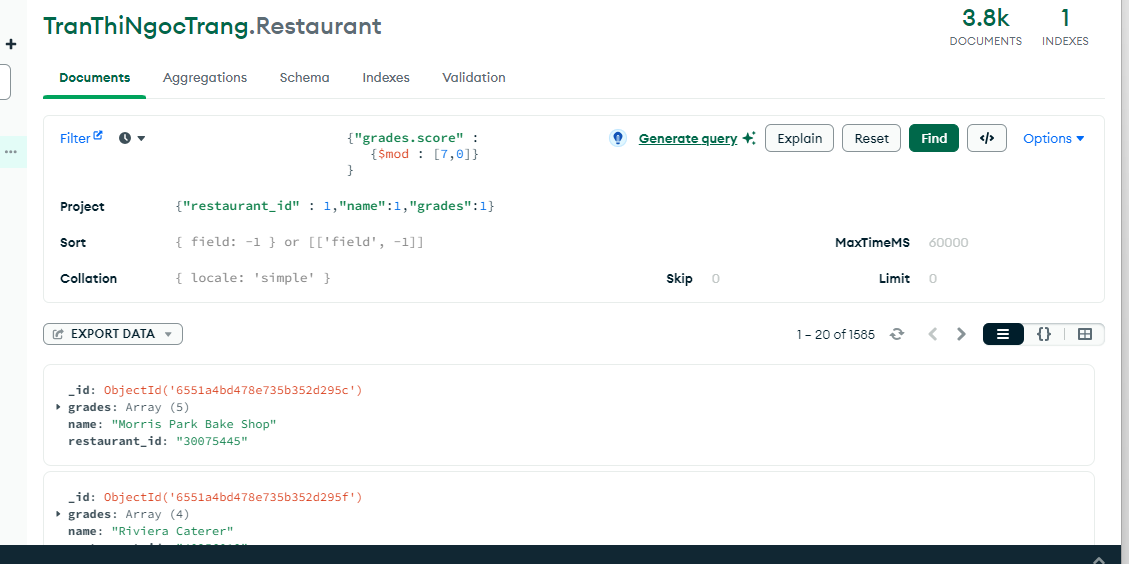 TranThiNgocTrang.Restaurant
3.8k
DOCUMENTS
1
INDEXES
Documents Aggregations Schema Indexes Validation
Filter
{"grades.score" :
{$mod : [7,0]}
}
Generate query
Explain
Reset
Find
</>
Options
Project
{"restaurant_id" : 1,"name":1,"grades":1}
Sort
{ field: -1 } or [['field', -1]]
MaxTimeMS 60000
Collation
{ locale: 'simple' }
Skip 0
Limit 0
EXPORT DATA
1 – 20 of 1585
{}
_id: ObjectId('6551a4bd478e735b352d295c')
grades: Array (5)
name: "Morris Park Bake Shop"
restaurant_id: "30075445"
_id: ObjectId('6551a4bd478e735b352d295f')
grades: Array (4)
name: "Riviera Caterer"